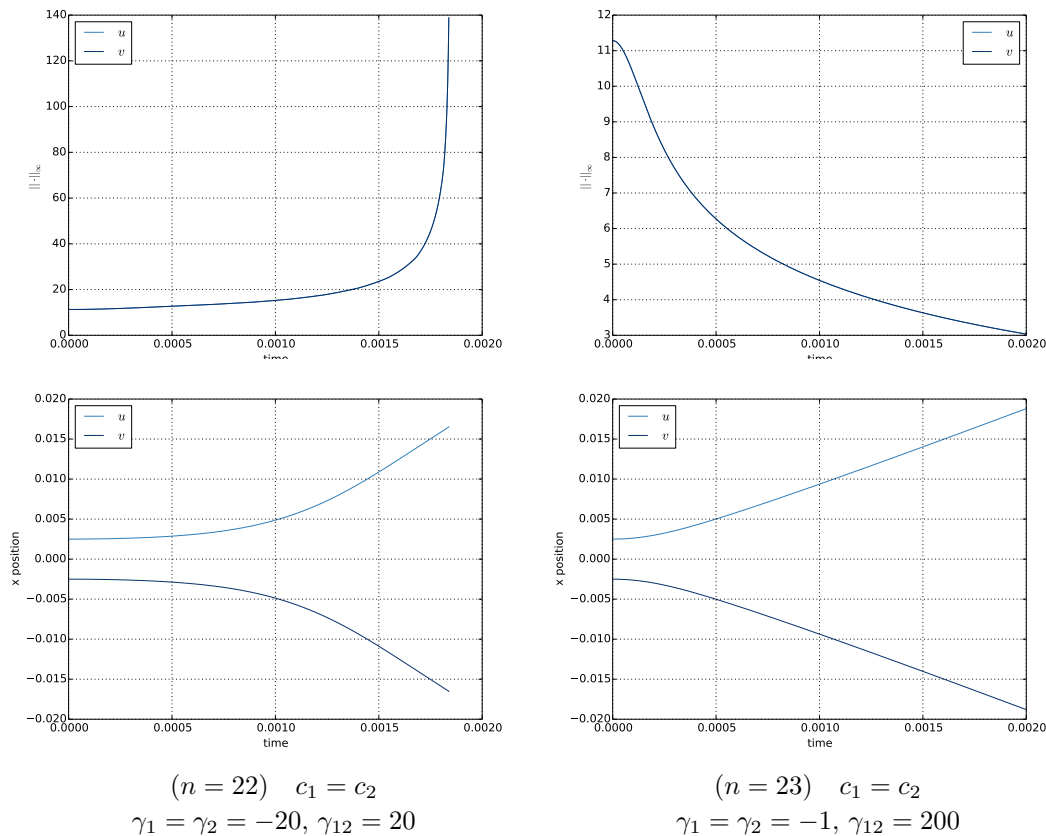 140
120
100
80
60
40
20
0
u
v
||·||∞
0.0000 0.0005 0.0010 0.0015 0.0020
time
12
11
10
9
8
7
6
5
4
3
u
v
||·||∞
0.0000 0.0005 0.0010 0.0015 0.0020
time
0.020
0.015
0.010
0.005
0.000
−0.005
−0.010
−0.015
−0.020
u
v
x position
0.0000 0.0005 0.0010 0.0015 0.0020
time
0.020
0.015
0.010
0.005
0.000
−0.005
−0.010
−0.015
−0.020
u
v
x position
0.0000 0.0005 0.0010 0.0015 0.0020
time
(n = 22) c₁ = c₂
γ₁ = γ₂ = −20, γ₁₂ = 20
(n = 23) c₁ = c₂
γ₁ = γ₂ = −1, γ₁₂ = 200